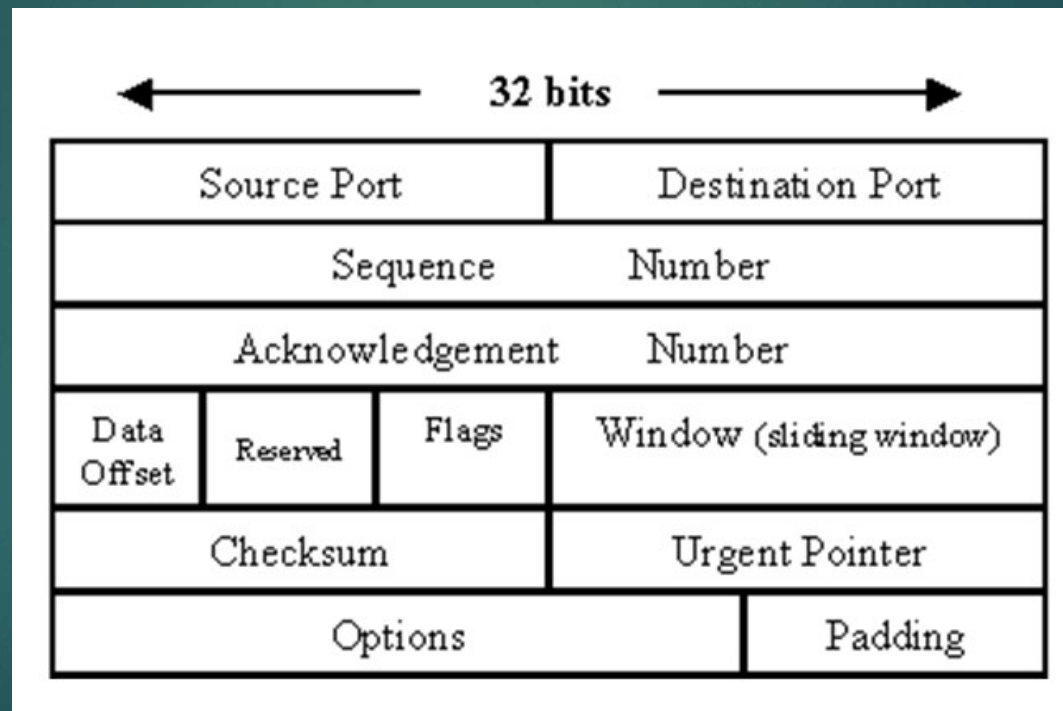 32 bits
Source Port
Destination Port
Sequence Number
Acknowledgement Number
Data
Offset
Reserved
Flags
Window (sliding window)
Checksum
Urgent Pointer
Options
Padding